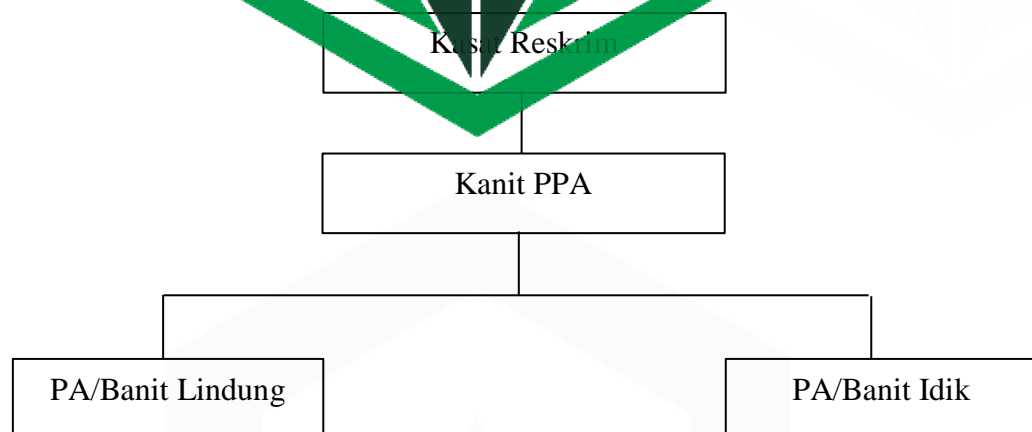 Kasat Reskrim
Kanit PPA
PA/Banit Lindung
PA/Banit Idik